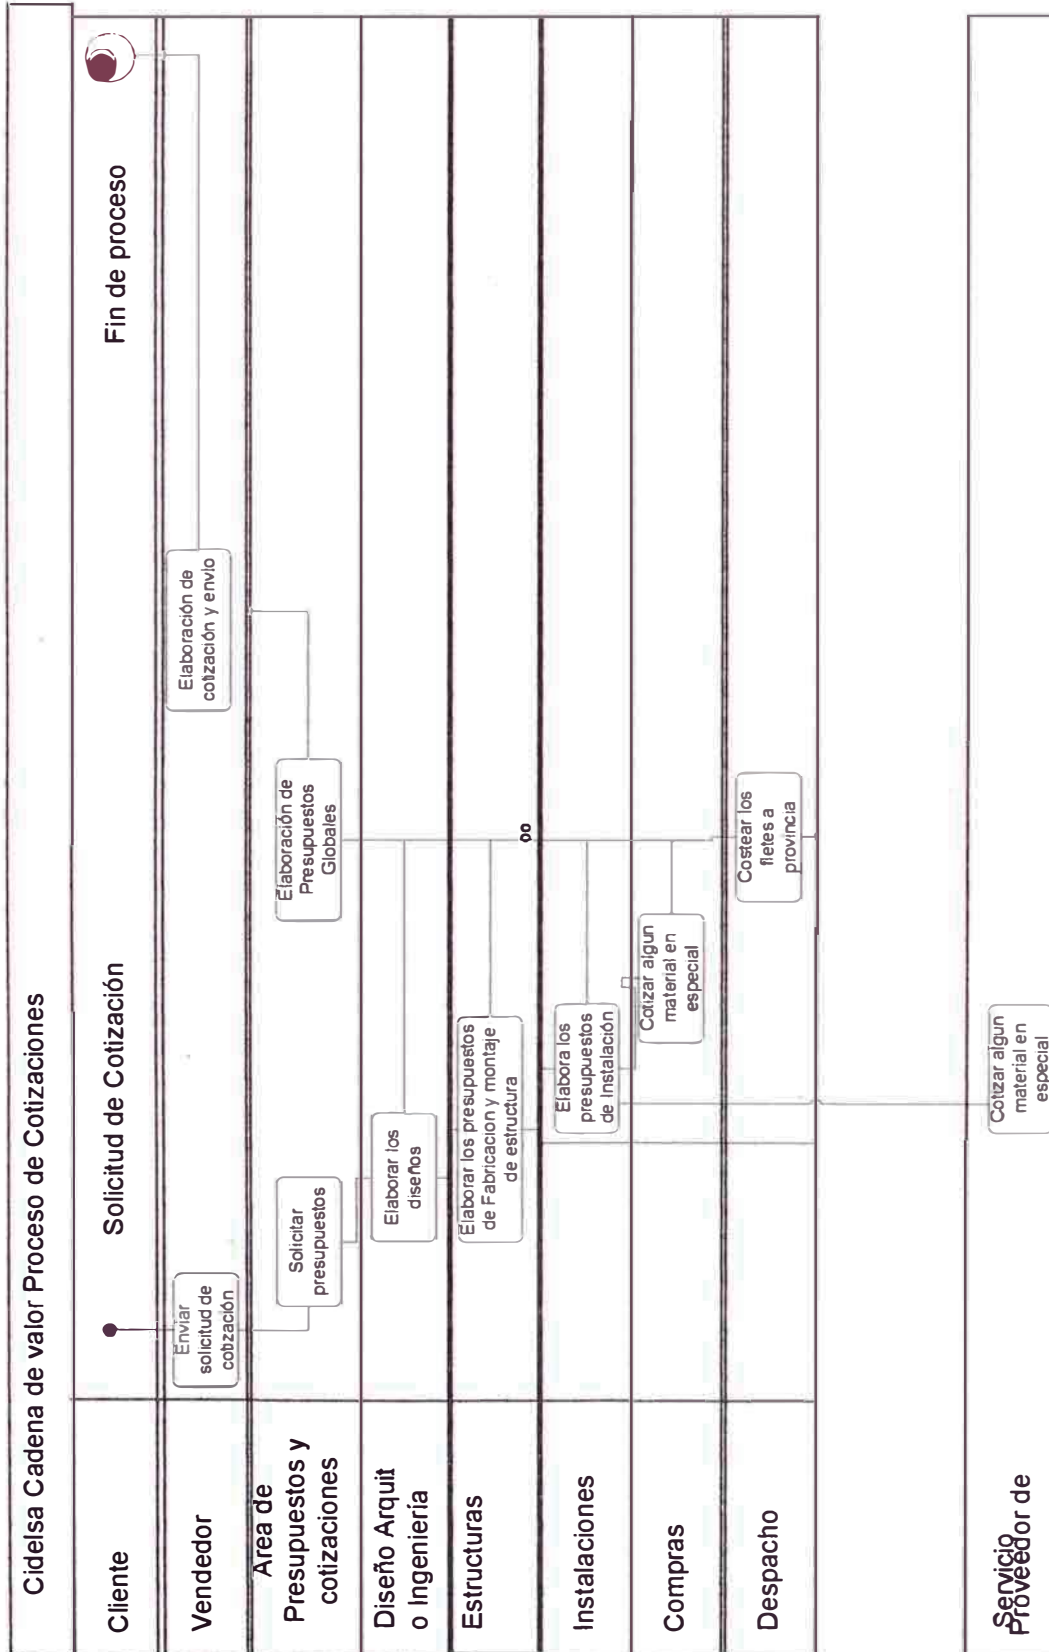 Cidelsa Cadena de valor Proceso de Cotizaciones
Cliente
Solicitud de Cotización
Fin de proceso
Vendedor
Enviar
solicitud de
cotización
Elaboración de
cotización y envío
Area de
Presupuestos y
cotizaciones
Solicitar
presupuestos
Elaboración de
Presupuestos
Globales
Diseño Arquit
o Ingeniería
Elaborar los
diseños
Estructuras
Elaborar los presupuestos
de Fabricacion y montaje
de estructura
00
Instalaciones
Elabora los
presupuestos
de Instalación
Compras
Cotizar algun
material en
especial
Despacho
Costear los
fletes a
provincia
Servicio
Proveedor de
Cotizar algun
material en
especial